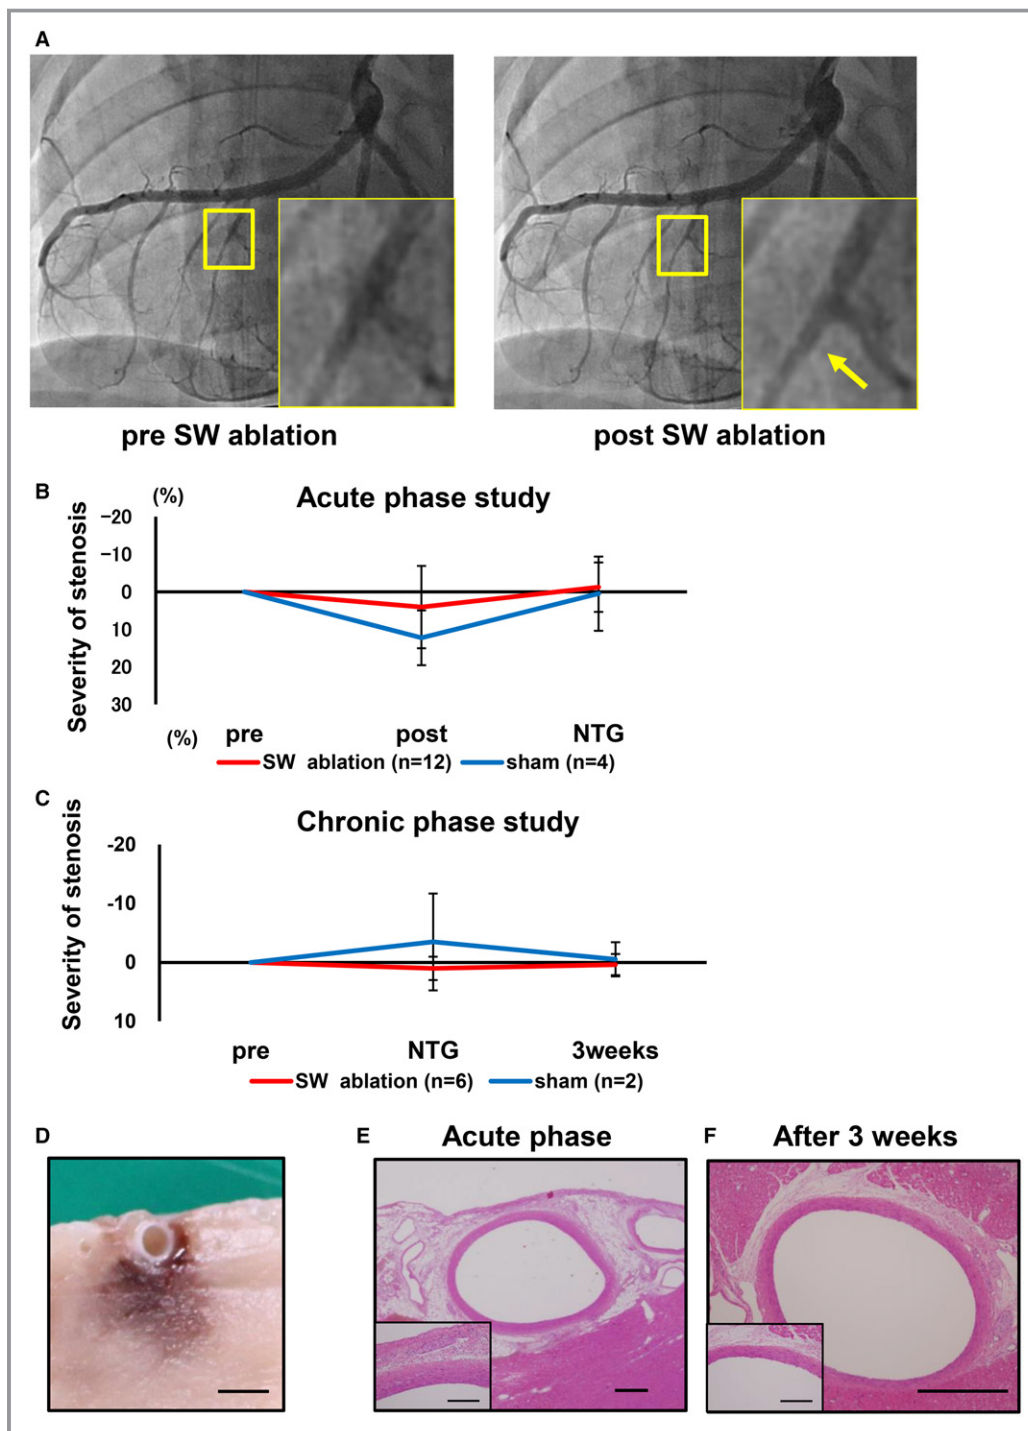 A
pre SW ablation
post SW ablation
B
(%)
Acute phase study
Severity of stenosis
−20
−10
0
10
20
30
(%)
pre
post
NTG
SW ablation (n=12)
sham (n=4)
C
Chronic phase study
Severity of stenosis
-20
-10
0
10
pre
NTG
3weeks
SW ablation (n=6)
sham (n=2)
D
E
Acute phase
F
After 3 weeks